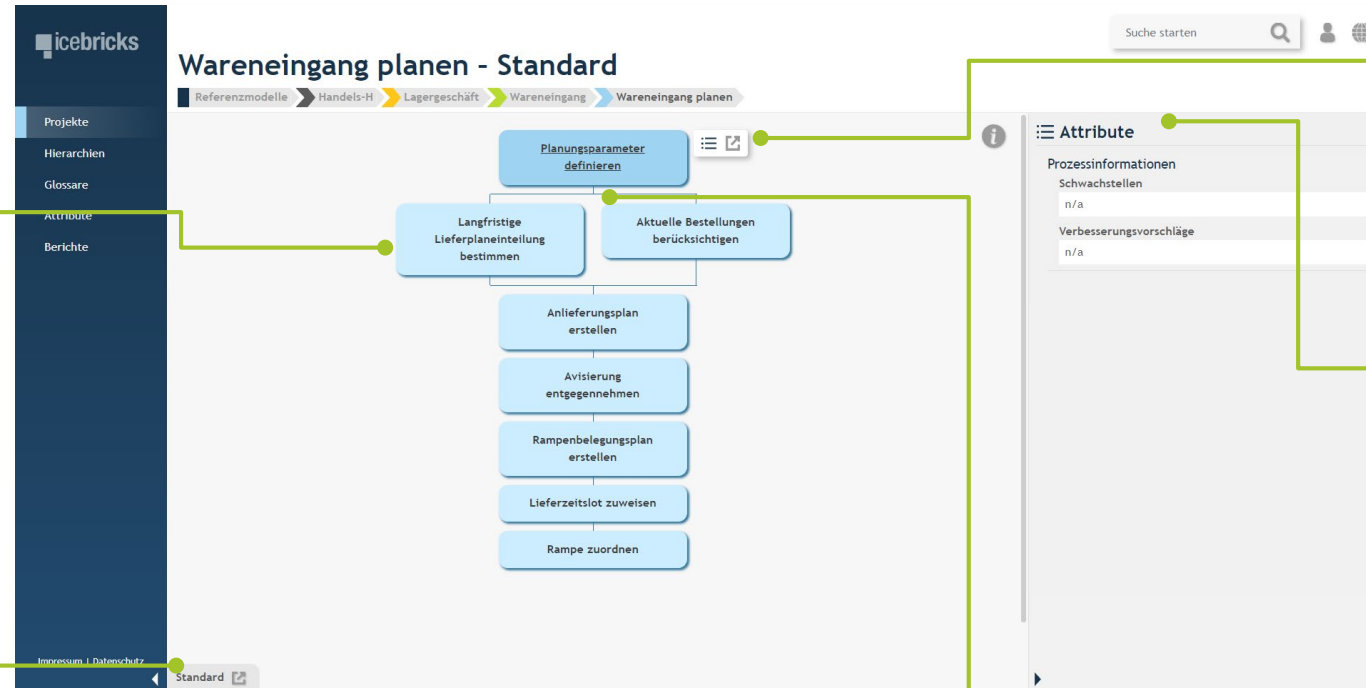 icebricks
Suche starten
Wareneingang planen - Standard
Referenzmodelle Handels-H Lagergeschäft Wareneingang Wareneingang planen
Projekte
Hierarchien
Glossare
Attribute
Berichte
Planungsparameter
definieren
Langfristige
Lieferplaneinteilung
bestimmen
Aktuelle Bestellungen
berücksichtigen
Anlieferungsplan
erstellen
Avisierung
entgegennehmen
Rampenbelegungsplan
erstellen
Lieferzeitslot zuweisen
Rampe zuordnen
i
Attribute
Prozessinformationen
Schwachstellen
n/a
Verbesserungsvorschläge
n/a
Impressum | Datenschutz
Standard